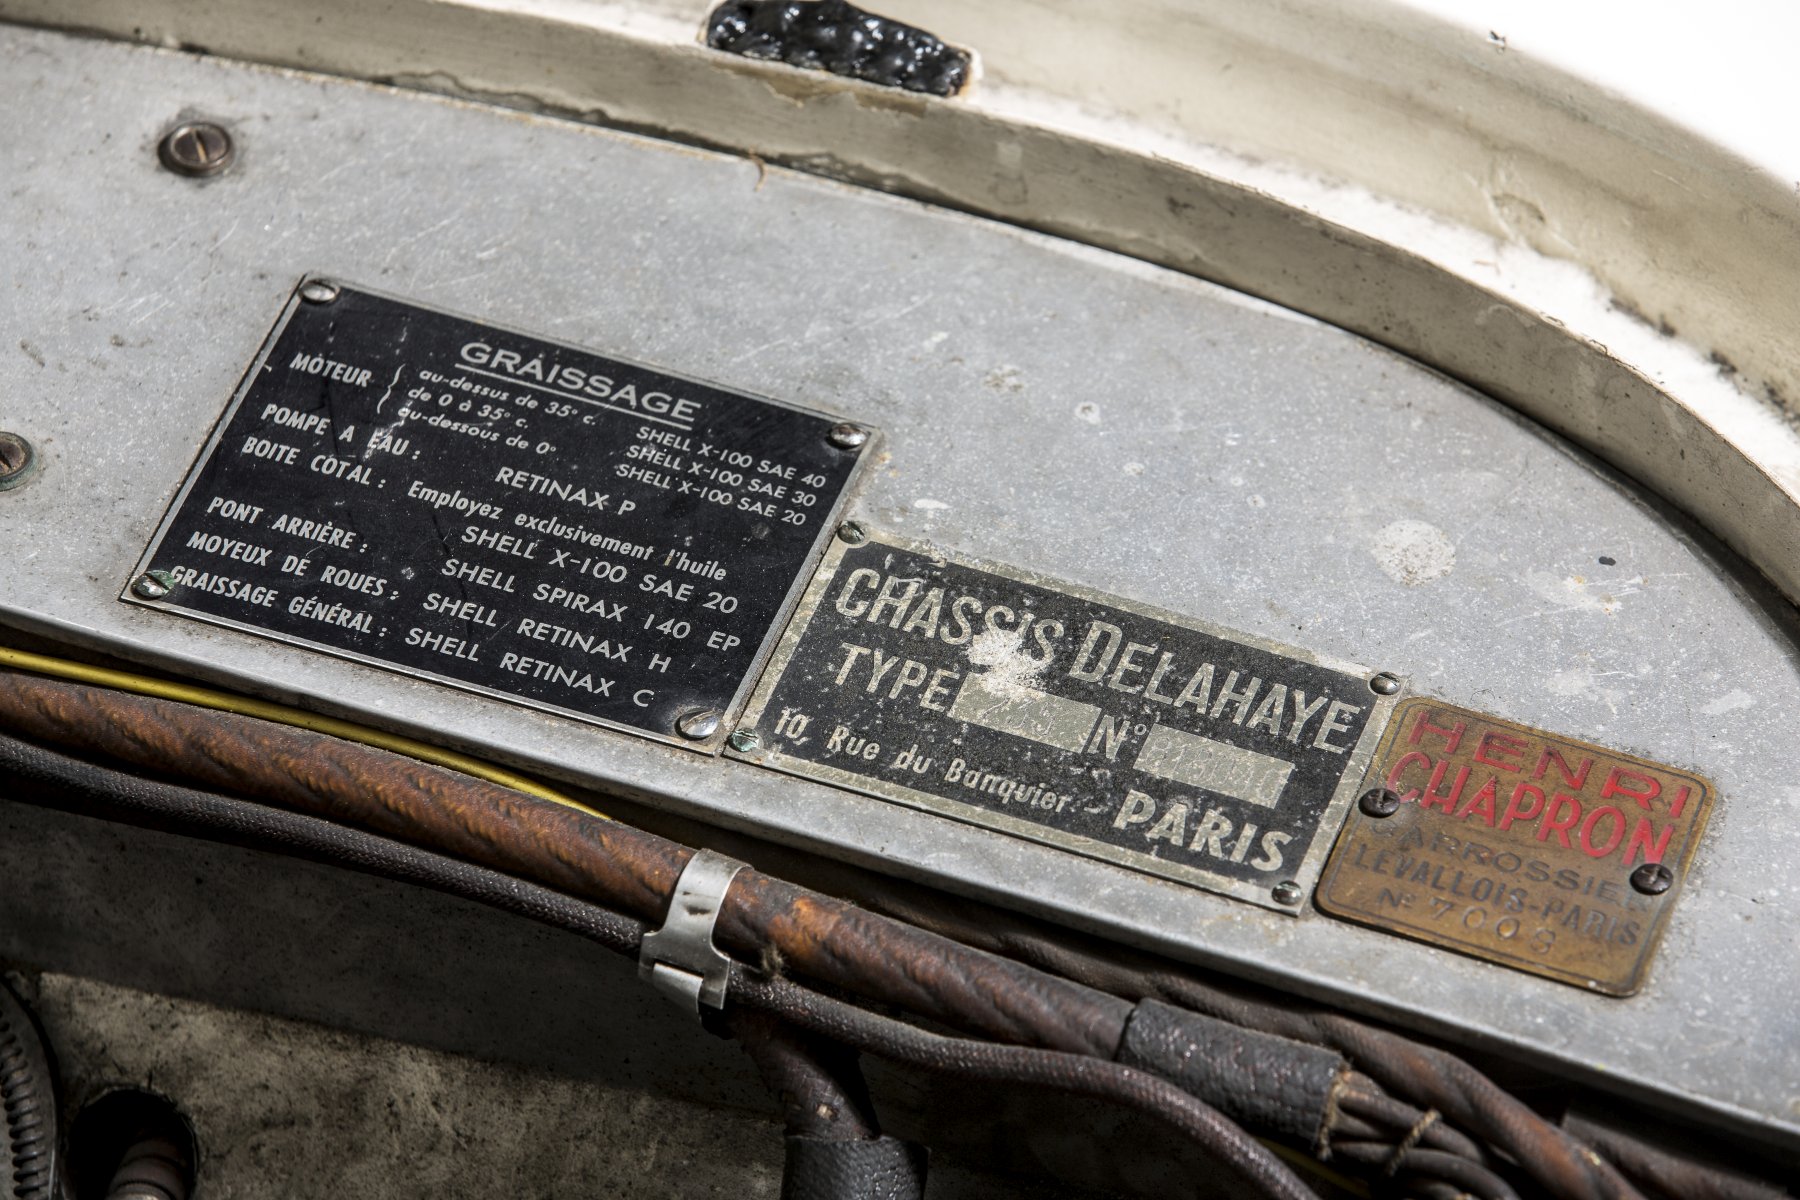 GRAISSAGE
MOTEUR { au-dessus de 35° c. SHELL X-100 SAE 40
de 0 à 35° c. SHELL X-100 SAE 30
au-dessous de 0° SHELL X-100 SAE 20
POMPE A EAU : RETINAX P
BOITE COTAL : Employez exclusivement l'huile
SHELL X-100 SAE 20
PONT ARRIÈRE : SHELL SPIRAX 140 EP
MOYEUX DE ROUES : SHELL RETINAX H
GRAISSAGE GÉNÉRAL : SHELL RETINAX C
CHASSIS DELAHAYE
TYPE N°
10, Rue du Banquier PARIS
HENRI
CHAPRON
CARROSSIER
LEVALLOIS-PARIS
N° 7009